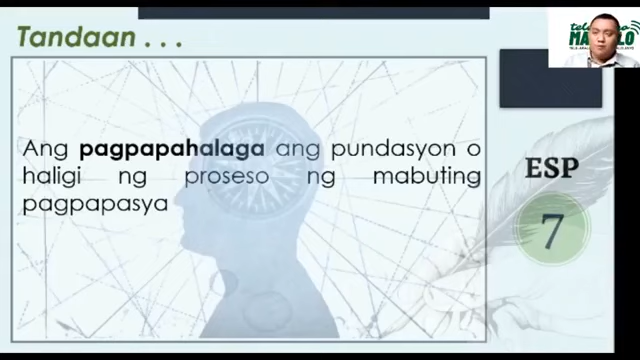 Tandaan . . .
Ang pagpapahalaga ang pundasyon o
haligi ng proseso ng mabuting
pagpapasya
ESP
7